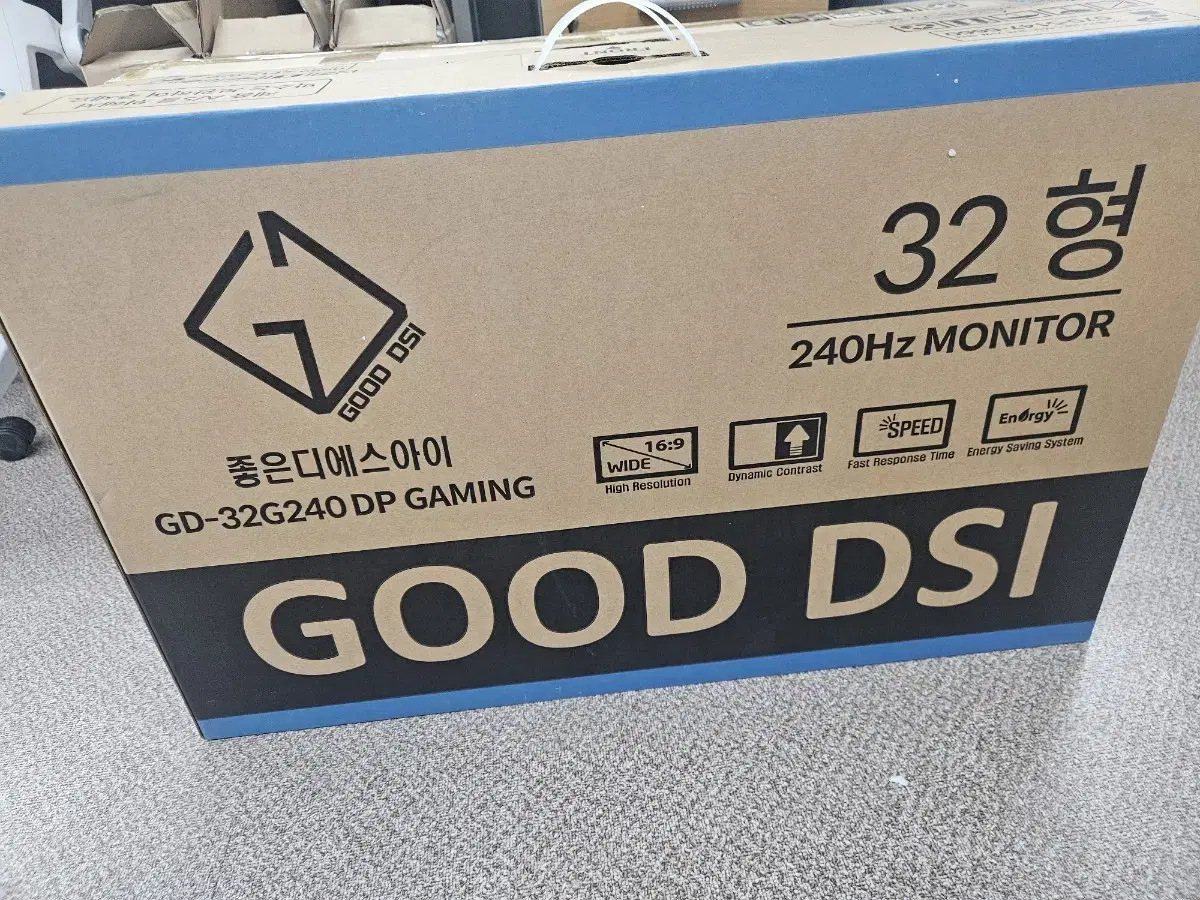 FRONT
32 형
240Hz MONITOR
GOOD DSI
좋은디에스아이
GD-32G240 DP GAMING
16:9
WIDE
High Resolution
Dynamic Contrast
SPEED
Fast Response Time
Energy
Energy Saving System
GOOD DSI